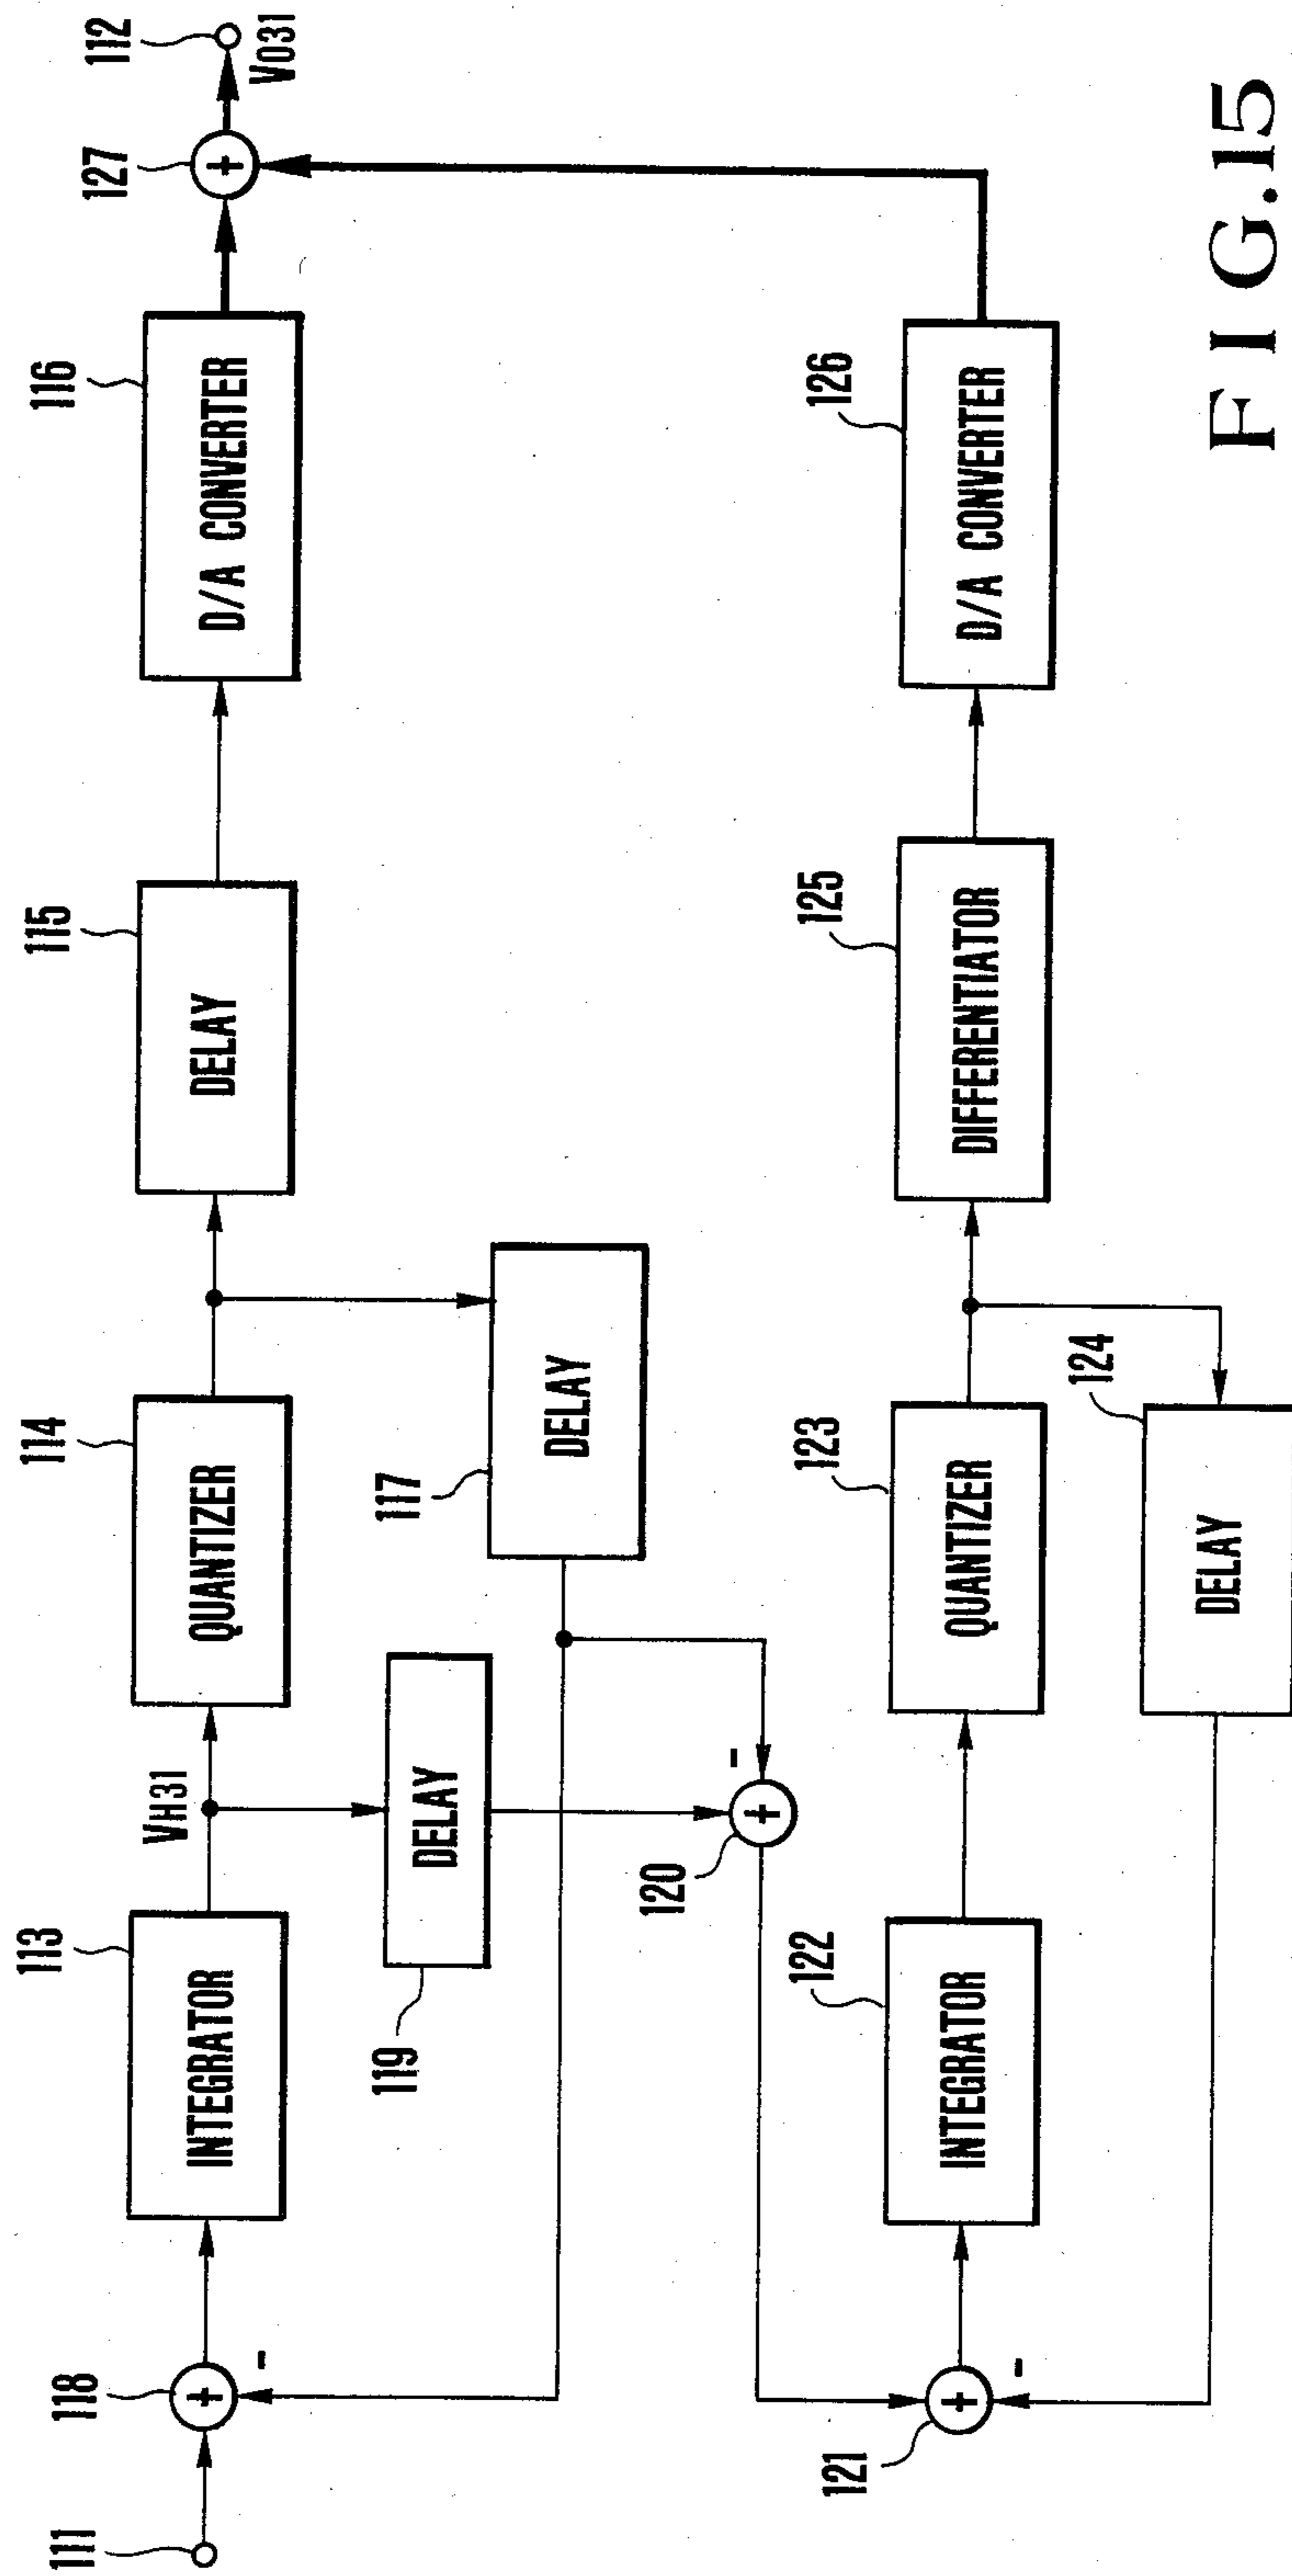 111
118
113
INTEGRATOR
VH31
114
QUANTIZER
115
DELAY
116
D/A CONVERTER
127
112
VO31
+
-
119
DELAY
117
DELAY
120
+
-
121
+
-
122
INTEGRATOR
123
QUANTIZER
124
DELAY
125
DIFFERENTIATOR
126
D/A CONVERTER
+
FIG.15